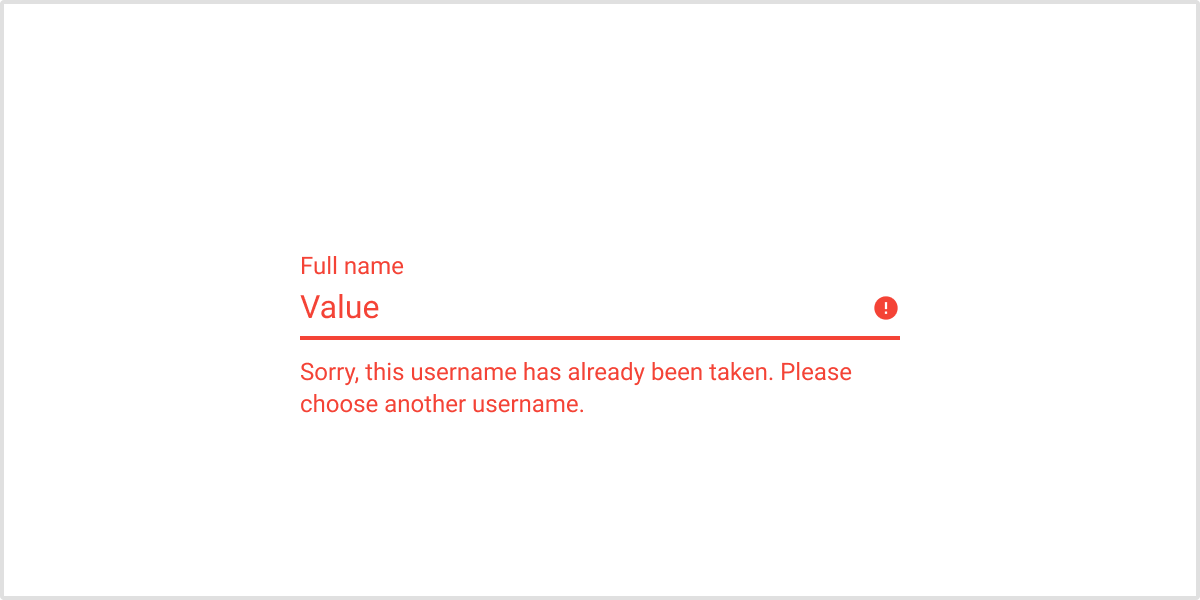 Full name
Value
Sorry, this username has already been taken. Please
choose another username.